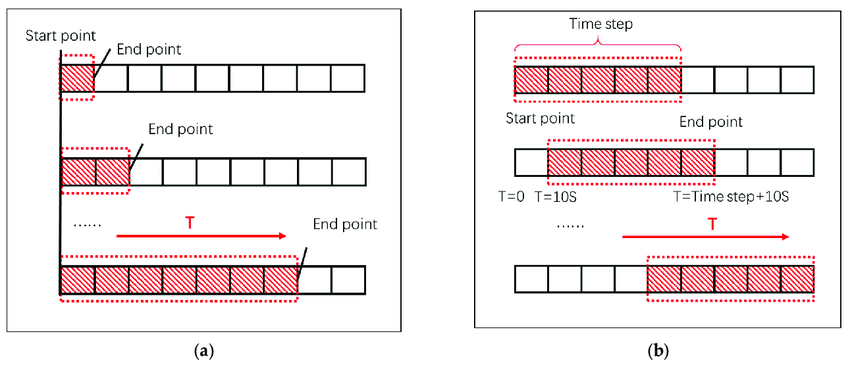 Start point
End point
End point
......
T
End point
(a)
Time step
Start point
End point
T=0
T=10S
T=Time step+10S
......
T
(b)